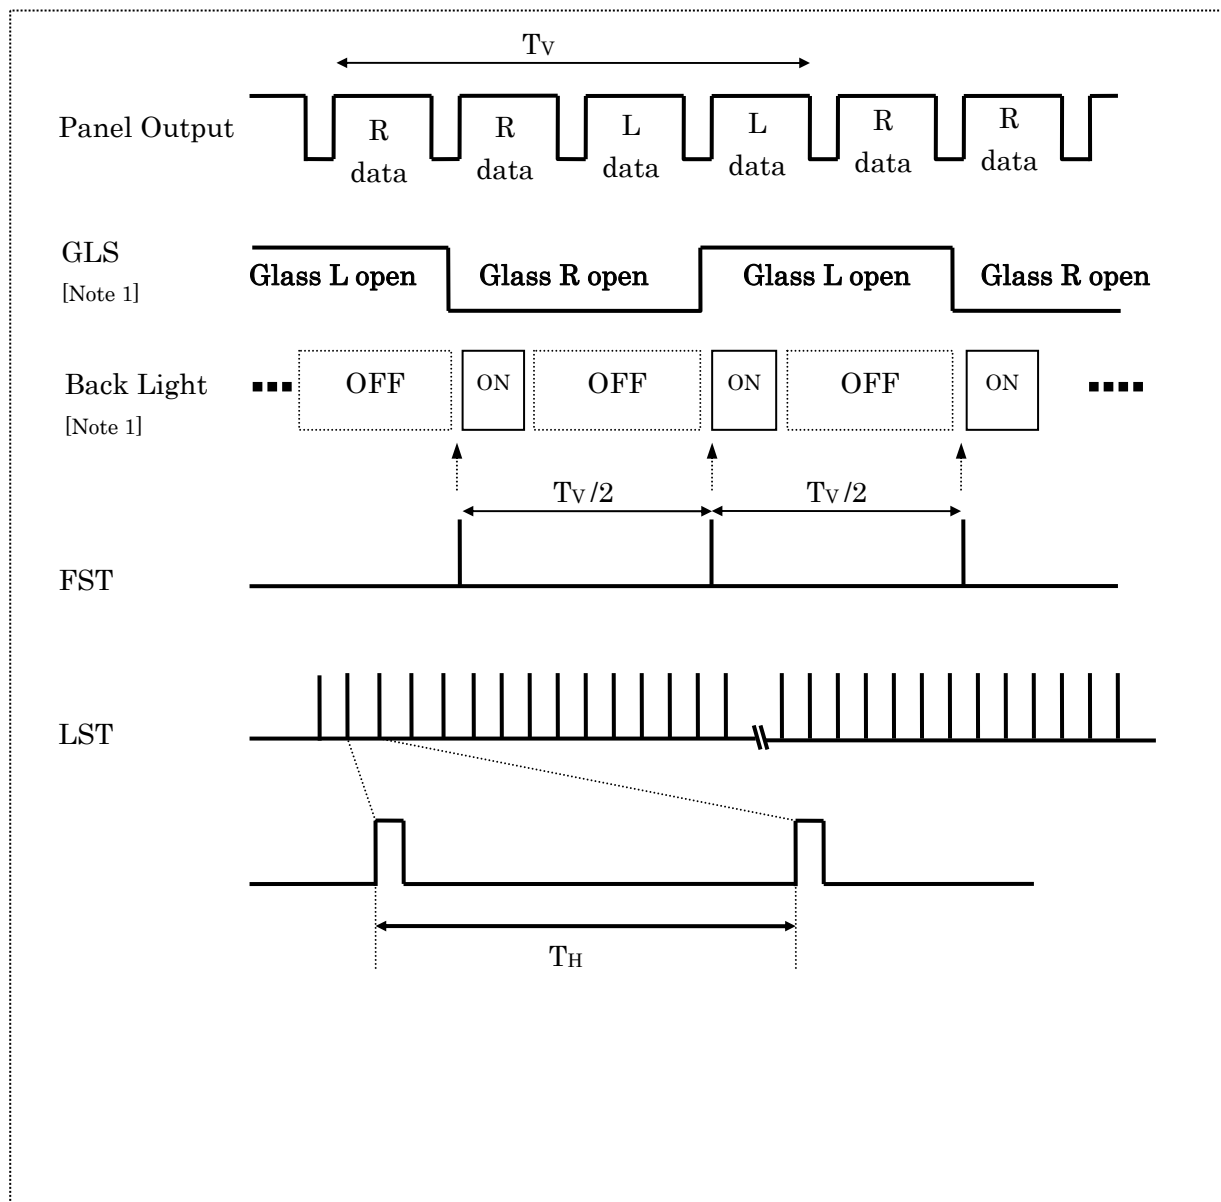 TV
Panel Output
R data
R data
L data
L data
R data
R data
GLS
[Note 1]
Glass L open
Glass R open
Glass L open
Glass R open
Back Light
[Note 1]
OFF
ON
OFF
ON
OFF
ON
TV/2
TV/2
FST
LST
TH